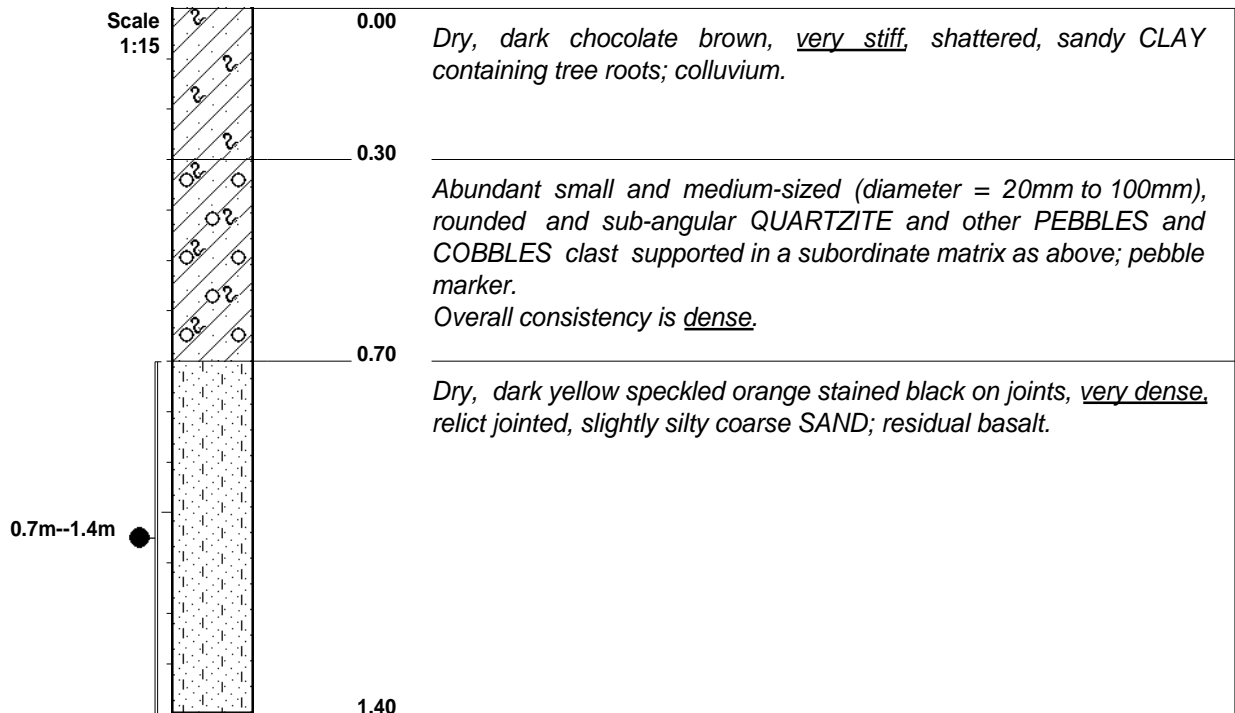 Scale
1:15
0.00
Dry, dark chocolate brown, very stiff, shattered, sandy CLAY
containing tree roots; colluvium.
0.30
Abundant small and medium-sized (diameter = 20mm to 100mm),
rounded and sub-angular QUARTZITE and other PEBBLES and
COBBLES clast supported in a subordinate matrix as above; pebble
marker.
Overall consistency is dense.
0.70
Dry, dark yellow speckled orange stained black on joints, very dense,
relict jointed, slightly silty coarse SAND; residual basalt.
0.7m--1.4m
1.40